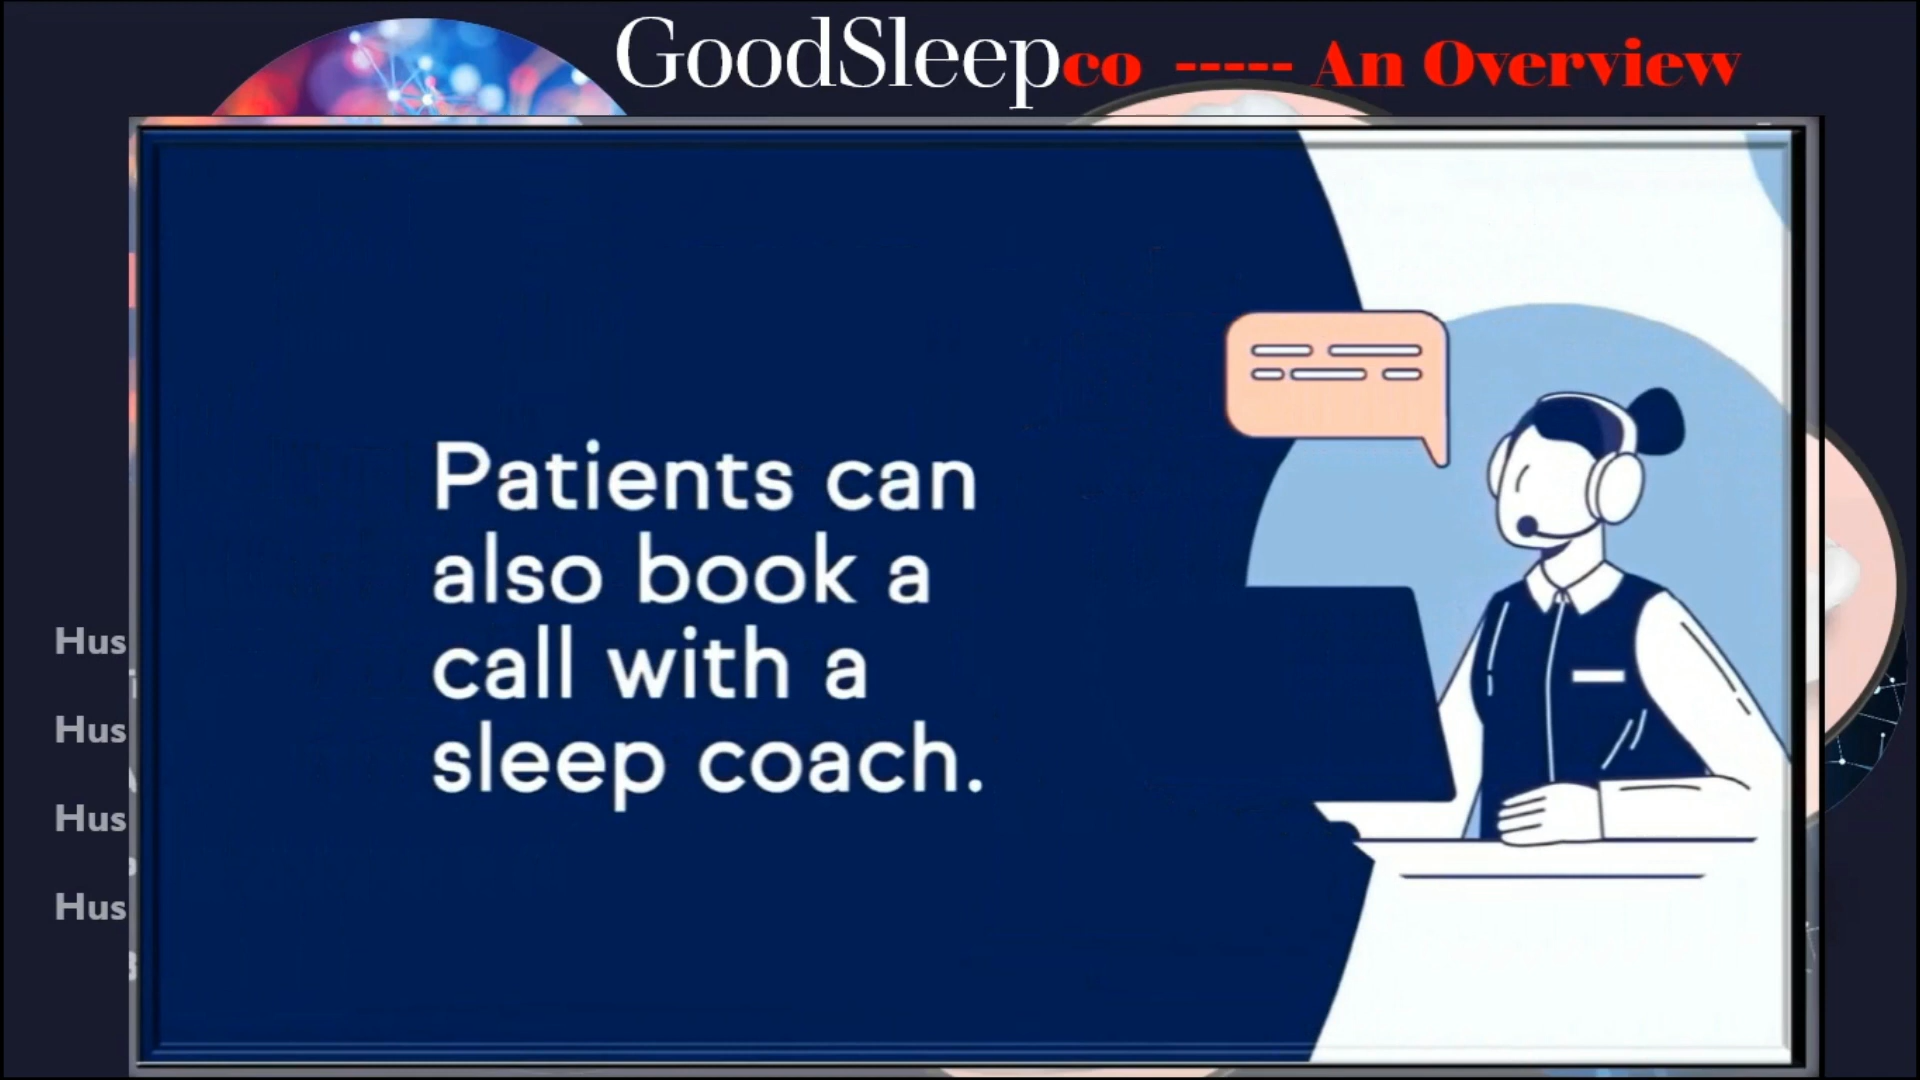 GoodSleepco ----- An Overview
Patients can
also book a
call with a
sleep coach.
Hus
Hus
Hus
Hus